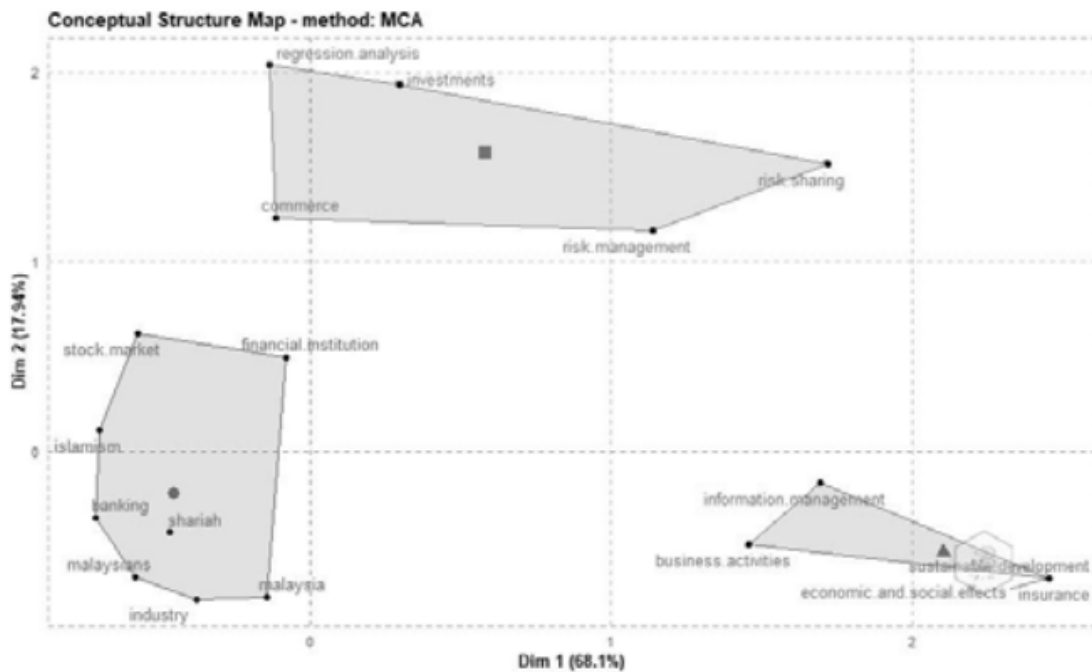 Conceptual Structure Map - method: MCA
regression.analysis
2
investments
risk.sharing
commerce
risk.management
1
Dim 2 (17.94%)
stock.market
financial.institution
islamism
0
banking
shariah
information.management
malaysians
malaysia
business.activities
sustainable.development
industry
economic.and.social.effects
insurance
0
1
2
Dim 1 (68.1%)